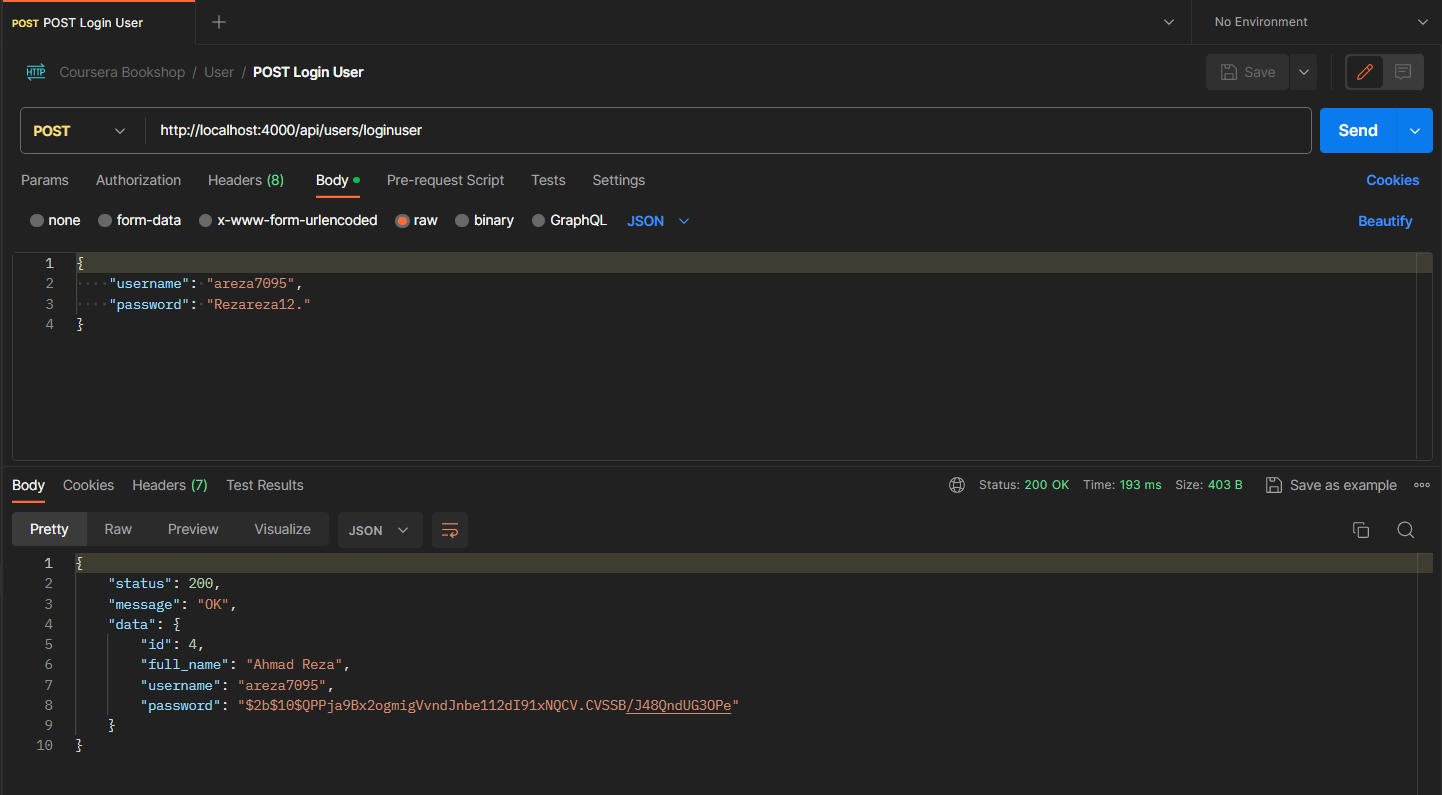 POST POST Login User
No Environment
HTTP Coursera Bookshop / User / POST Login User
Save
POST http://localhost:4000/api/users/loginuser
Send
Params Authorization Headers (8) Body Pre-request Script Tests Settings Cookies
none form-data x-www-form-urlencoded raw binary GraphQL JSON Beautify
1 {
2 "username": "areza7095",
3 "password": "Rezareza12."
4 }
Body Cookies Headers (7) Test Results Status: 200 OK Time: 193 ms Size: 403 B Save as example
Pretty Raw Preview Visualize JSON
1 {
2 "status": 200,
3 "message": "OK",
4 "data": {
5 "id": 4,
6 "full_name": "Ahmad Reza",
7 "username": "areza7095",
8 "password": "$2b$10$QPPja9Bx2ogmigVvndJnbe112dI91xNQCV.CVSSB/J48QndUG3OPe"
9 }
10 }